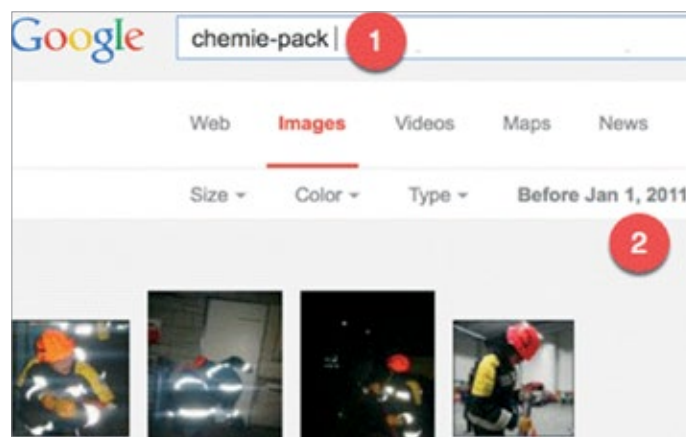 Google chemie-pack 1
Web Images Videos Maps News
Size Color Type Before Jan 1, 2011
2